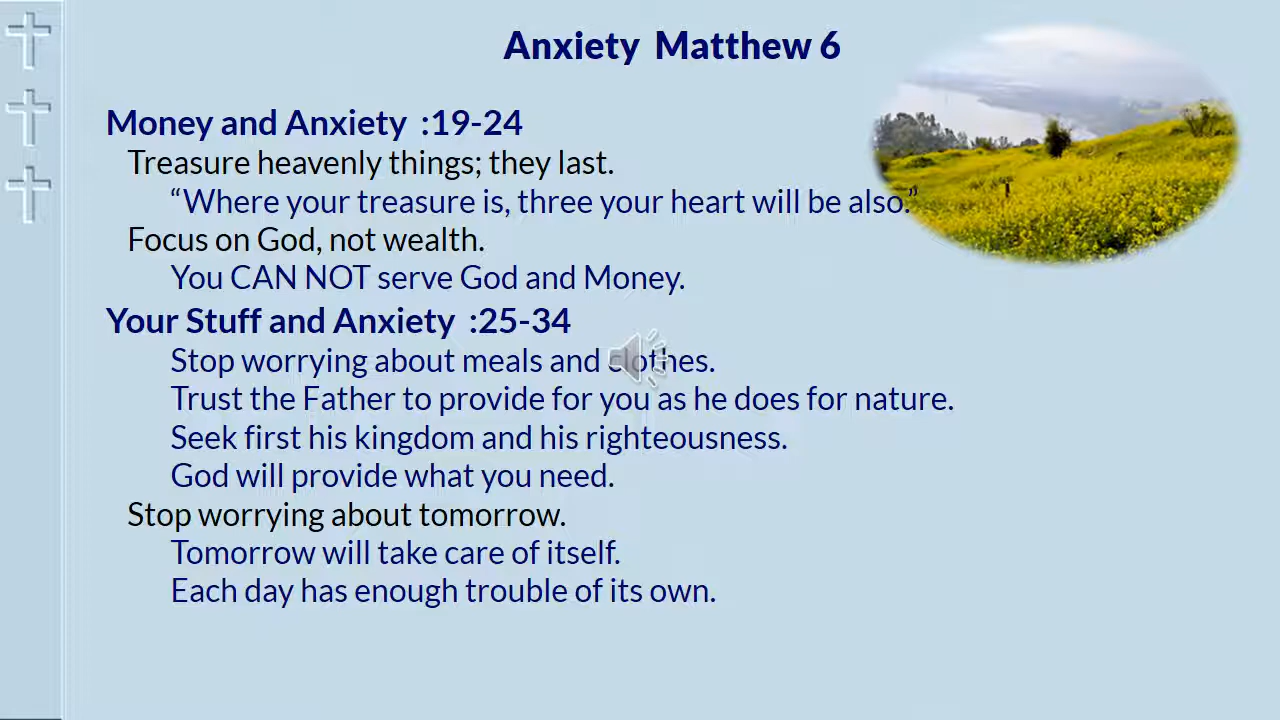 Anxiety Matthew 6
Money and Anxiety :19-24
Treasure heavenly things; they last.
“Where your treasure is, three your heart will be also.”
Focus on God, not wealth.
You CAN NOT serve God and Money.
Your Stuff and Anxiety :25-34
Stop worrying about meals and clothes.
Trust the Father to provide for you as he does for nature.
Seek first his kingdom and his righteousness.
God will provide what you need.
Stop worrying about tomorrow.
Tomorrow will take care of itself.
Each day has enough trouble of its own.